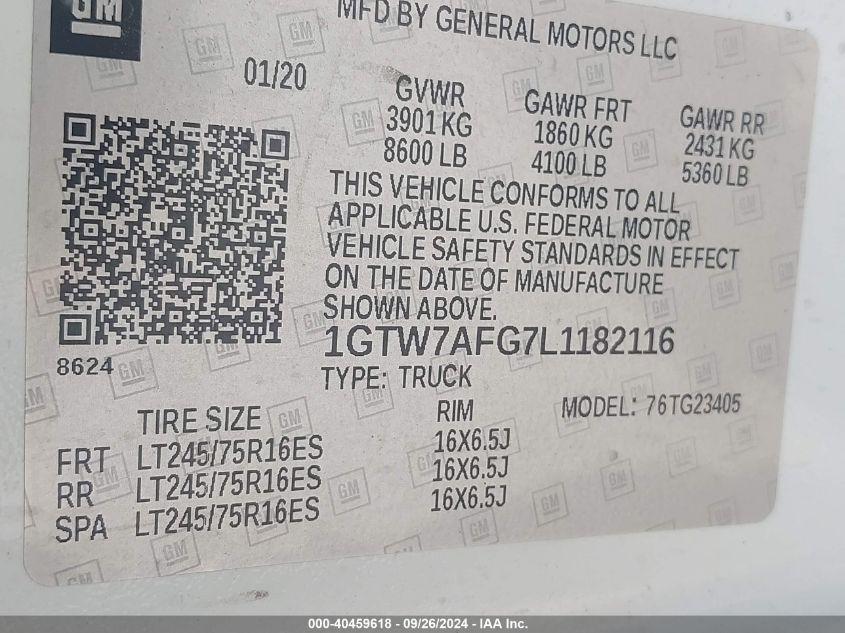 GM
MFD BY GENERAL MOTORS LLC
01/20
GVWR GAWR FRT GAWR RR
3901 KG 1860 KG 2431 KG
8600 LB 4100 LB 5360 LB
THIS VEHICLE CONFORMS TO ALL
APPLICABLE U.S. FEDERAL MOTOR
VEHICLE SAFETY STANDARDS IN EFFECT
ON THE DATE OF MANUFACTURE
SHOWN ABOVE.
1GTW7AFG7L1182116
8624
TYPE: TRUCK
TIRE SIZE RIM MODEL: 76TG23405
FRT LT245/75R16ES 16X6.5J
RR LT245/75R16ES 16X6.5J
SPA LT245/75R16ES 16X6.5J
000-40459618 - 09/26/2024 - IAA Inc.